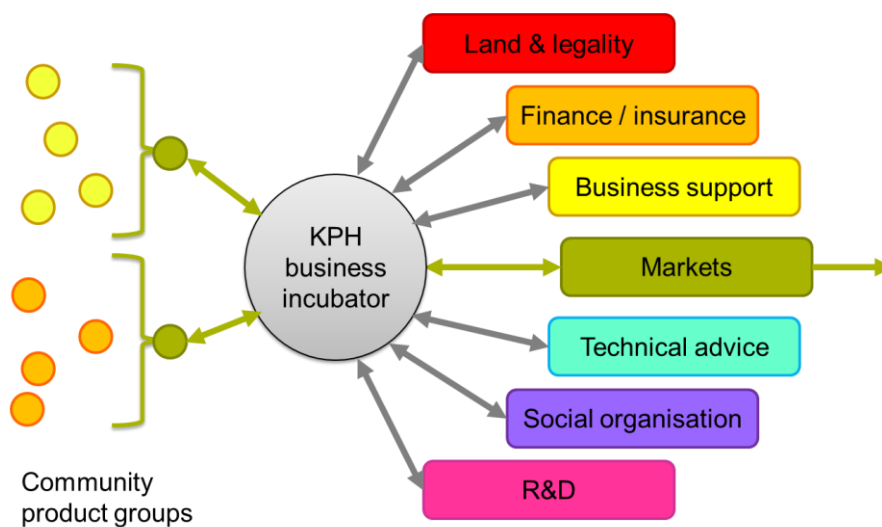 Land & legality
Finance / insurance
Business support
KPH
business
incubator
Markets
Technical advice
Social organisation
R&D
Community
product groups